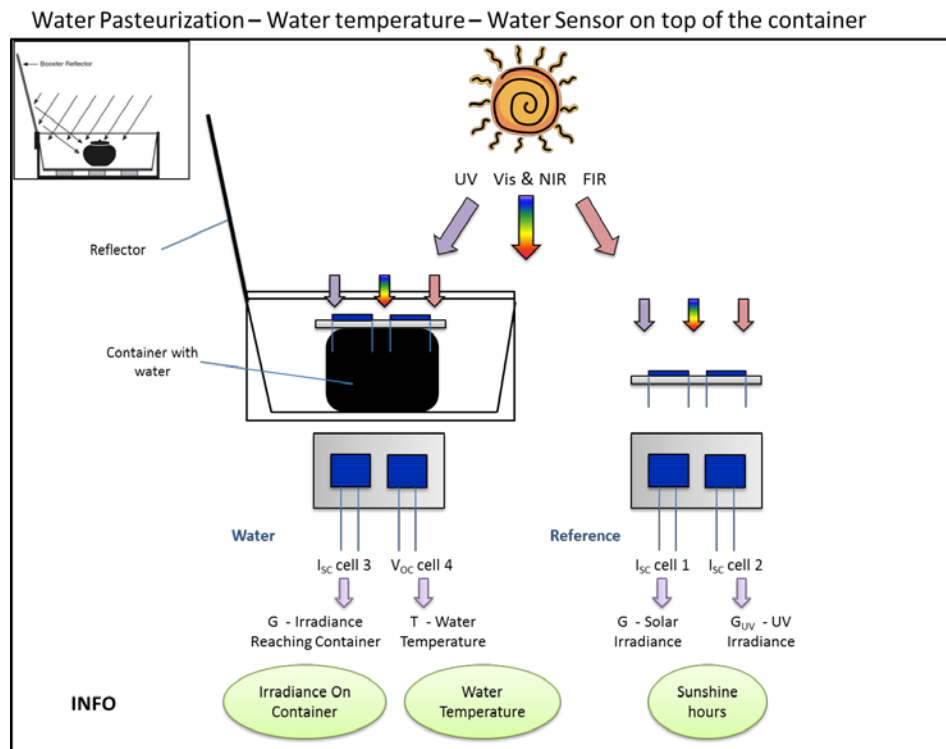 Water Pasteurization – Water temperature – Water Sensor on top of the container
Booster Reflector
UV Vis & NIR FIR
Reflector
Container with
water
Water
Reference
I_SC cell 3
V_OC cell 4
I_SC cell 1
I_SC cell 2
G - Irradiance
Reaching Container
T - Water
Temperature
G - Solar
Irradiance
G_UV - UV
Irradiance
INFO
Irradiance On
Container
Water
Temperature
Sunshine
hours